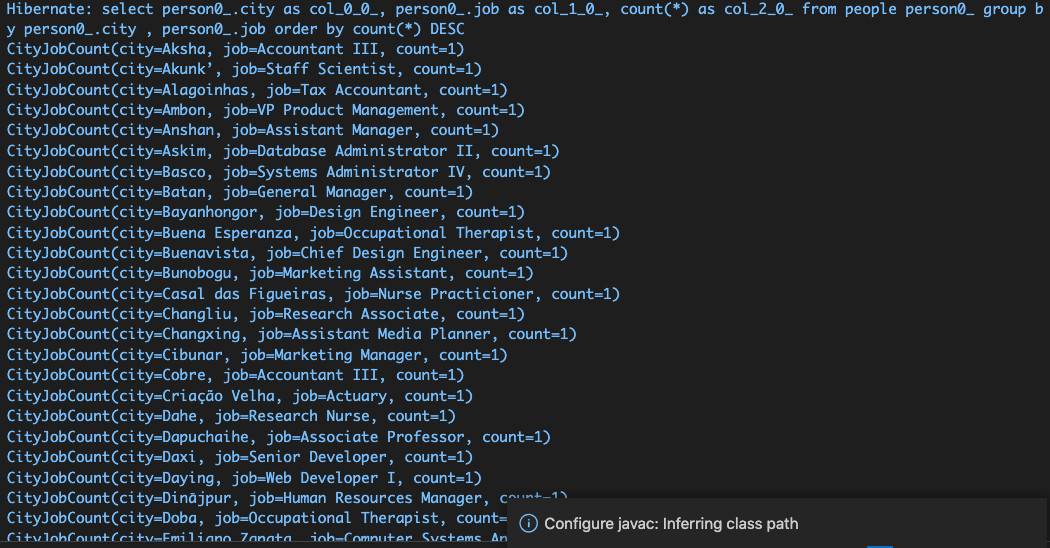 Hibernate: select person0_.city as col_0_0_, person0_.job as col_1_0_, count(*) as col_2_0_ from people person0_ group b
y person0_.city , person0_.job order by count(*) DESC
CityJobCount(city=Aksha, job=Accountant III, count=1)
CityJobCount(city=Akunk’, job=Staff Scientist, count=1)
CityJobCount(city=Alagoinhas, job=Tax Accountant, count=1)
CityJobCount(city=Ambon, job=VP Product Management, count=1)
CityJobCount(city=Anshan, job=Assistant Manager, count=1)
CityJobCount(city=Askim, job=Database Administrator II, count=1)
CityJobCount(city=Basco, job=Systems Administrator IV, count=1)
CityJobCount(city=Batan, job=General Manager, count=1)
CityJobCount(city=Bayanhongor, job=Design Engineer, count=1)
CityJobCount(city=Buena Esperanza, job=Occupational Therapist, count=1)
CityJobCount(city=Buenavista, job=Chief Design Engineer, count=1)
CityJobCount(city=Bunobogu, job=Marketing Assistant, count=1)
CityJobCount(city=Casal das Figueiras, job=Nurse Practicioner, count=1)
CityJobCount(city=Changliu, job=Research Associate, count=1)
CityJobCount(city=Changxing, job=Assistant Media Planner, count=1)
CityJobCount(city=Cibunar, job=Marketing Manager, count=1)
CityJobCount(city=Cobre, job=Accountant III, count=1)
CityJobCount(city=Criação Velha, job=Actuary, count=1)
CityJobCount(city=Dahe, job=Research Nurse, count=1)
CityJobCount(city=Dapuchaihe, job=Associate Professor, count=1)
CityJobCount(city=Daxi, job=Senior Developer, count=1)
CityJobCount(city=Daying, job=Web Developer I, count=1)
CityJobCount(city=Dinājpur, job=Human Resources Manager, count=1)
CityJobCount(city=Doba, job=Occupational Therapist, count=
CityJobCount(city=Emiliano Zapata, job=Computer Systems An
Configure javac: Inferring class path